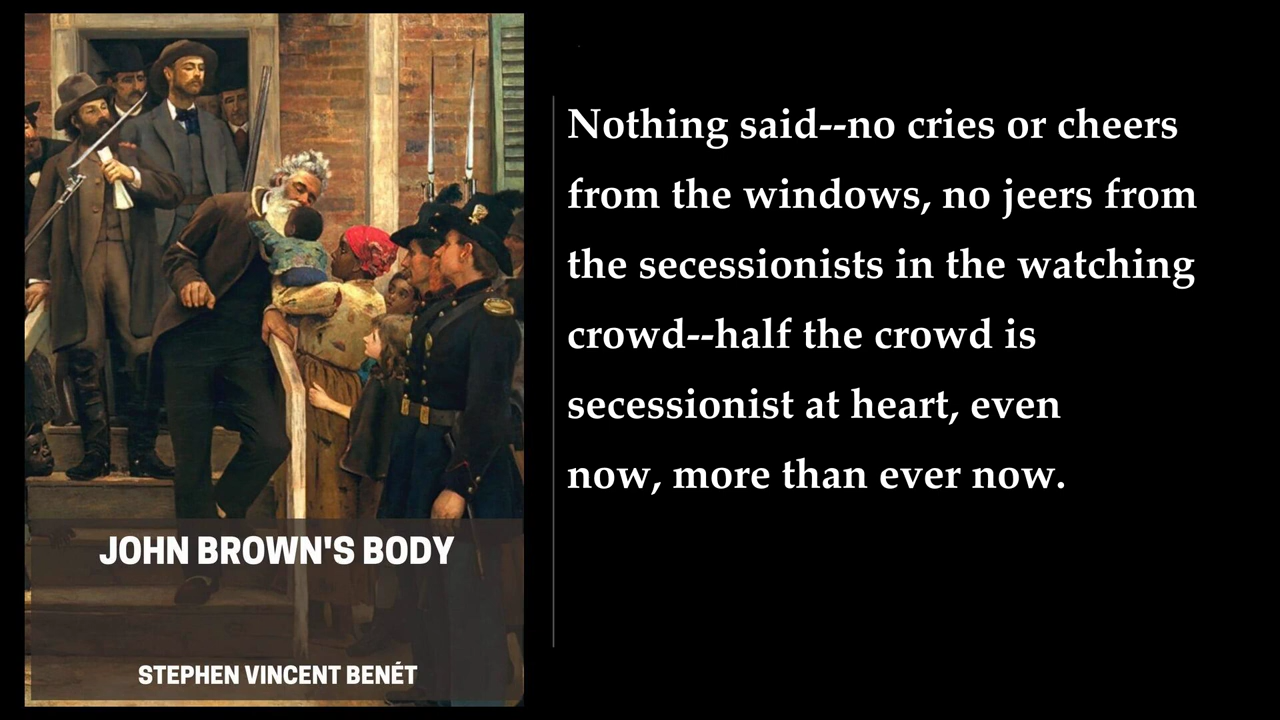 Nothing said--no cries or cheers
from the windows, no jeers from
the secessionists in the watching
crowd--half the crowd is
secessionist at heart, even
now, more than ever now.
JOHN BROWN'S BODY
STEPHEN VINCENT BENÉT